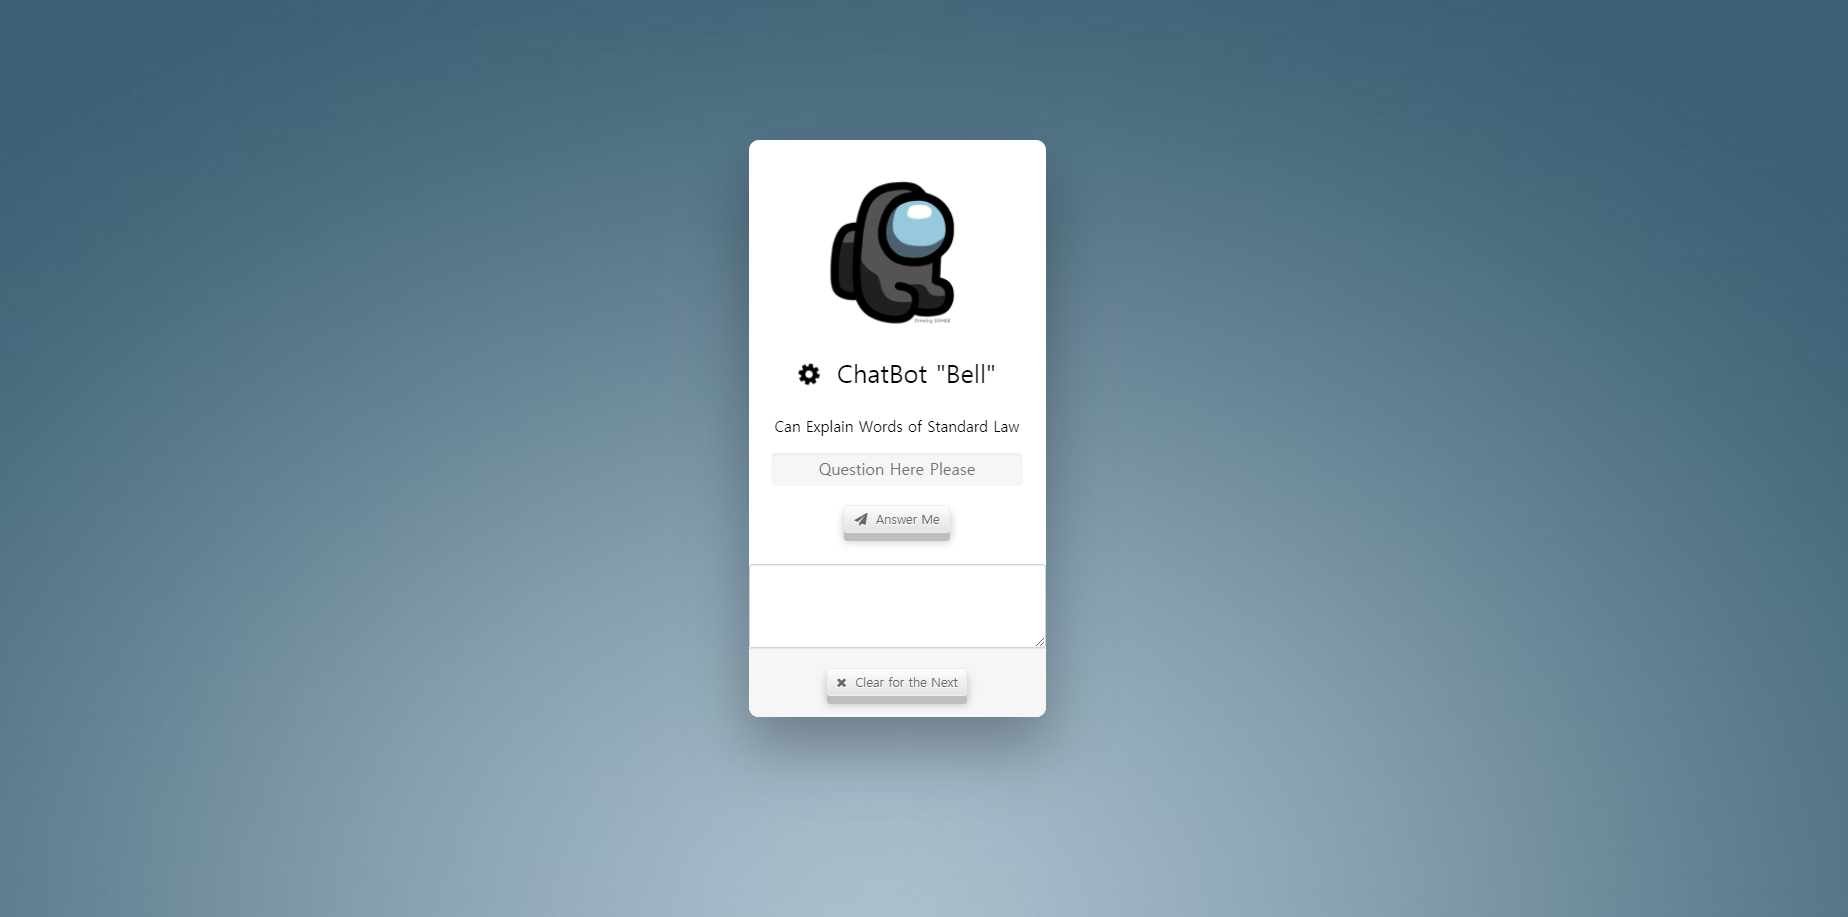 ChatBot "Bell"
Can Explain Words of Standard Law
Question Here Please
Answer Me
Clear for the Next